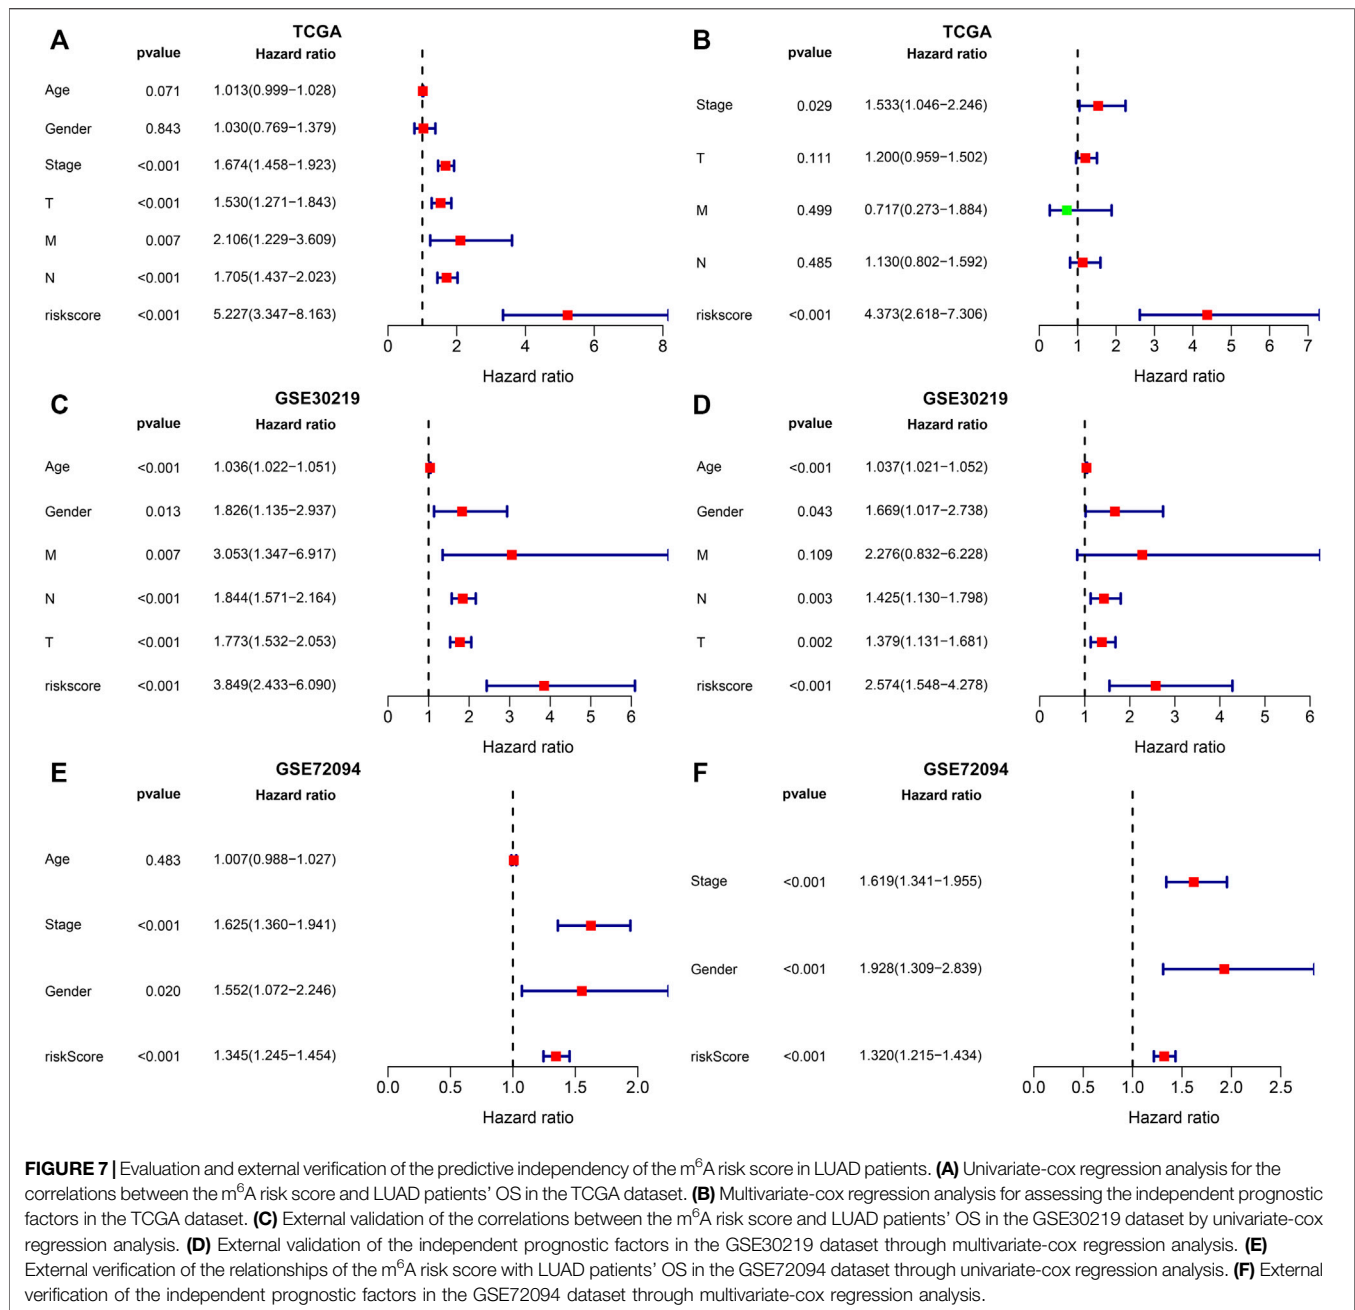 A
TCGA
pvalue Hazard ratio
Age 0.071 1.013(0.999−1.028)
Gender 0.843 1.030(0.769−1.379)
Stage <0.001 1.674(1.458−1.923)
T <0.001 1.530(1.271−1.843)
M 0.007 2.106(1.229−3.609)
N <0.001 1.705(1.437−2.023)
riskscore <0.001 5.227(3.347−8.163)
0 2 4 6 8
Hazard ratio
B
TCGA
pvalue Hazard ratio
Stage 0.029 1.533(1.046−2.246)
T 0.111 1.200(0.959−1.502)
M 0.499 0.717(0.273−1.884)
N 0.485 1.130(0.802−1.592)
riskscore <0.001 4.373(2.618−7.306)
0 1 2 3 4 5 6 7
Hazard ratio
C
GSE30219
pvalue Hazard ratio
Age <0.001 1.036(1.022−1.051)
Gender 0.013 1.826(1.135−2.937)
M 0.007 3.053(1.347−6.917)
N <0.001 1.844(1.571−2.164)
T <0.001 1.773(1.532−2.053)
riskscore <0.001 3.849(2.433−6.090)
0 1 2 3 4 5 6
Hazard ratio
D
GSE30219
pvalue Hazard ratio
Age <0.001 1.037(1.021−1.052)
Gender 0.043 1.669(1.017−2.738)
M 0.109 2.276(0.832−6.228)
N 0.003 1.425(1.130−1.798)
T 0.002 1.379(1.131−1.681)
riskscore <0.001 2.574(1.548−4.278)
0 1 2 3 4 5 6
Hazard ratio
E
GSE72094
pvalue Hazard ratio
Age 0.483 1.007(0.988−1.027)
Stage <0.001 1.625(1.360−1.941)
Gender 0.020 1.552(1.072−2.246)
riskScore <0.001 1.345(1.245−1.454)
0.0 0.5 1.0 1.5 2.0
Hazard ratio
F
GSE72094
pvalue Hazard ratio
Stage <0.001 1.619(1.341−1.955)
Gender <0.001 1.928(1.309−2.839)
riskScore <0.001 1.320(1.215−1.434)
0.0 0.5 1.0 1.5 2.0 2.5
Hazard ratio
FIGURE 7 | Evaluation and external verification of the predictive independency of the m⁶A risk score in LUAD patients. (A) Univariate-cox regression analysis for the
correlations between the m⁶A risk score and LUAD patients’ OS in the TCGA dataset. (B) Multivariate-cox regression analysis for assessing the independent prognostic
factors in the TCGA dataset. (C) External validation of the correlations between the m⁶A risk score and LUAD patients’ OS in the GSE30219 dataset by univariate-cox
regression analysis. (D) External validation of the independent prognostic factors in the GSE30219 dataset through multivariate-cox regression analysis. (E)
External verification of the relationships of the m⁶A risk score with LUAD patients’ OS in the GSE72094 dataset through univariate-cox regression analysis. (F) External
verification of the independent prognostic factors in the GSE72094 dataset through multivariate-cox regression analysis.